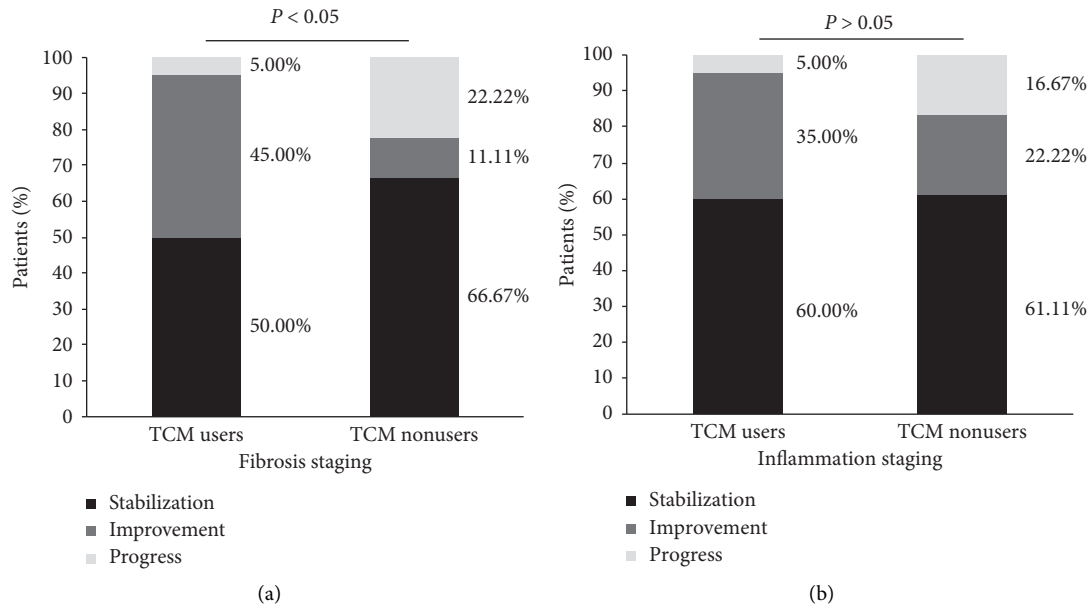 P < 0.05
100
90
80
70
60
50
40
30
20
10
0
Patients (%)
5.00%
45.00%
50.00%
22.22%
11.11%
66.67%
TCM users
TCM nonusers
Fibrosis staging
Stabilization
Improvement
Progress
(a)
P > 0.05
100
90
80
70
60
50
40
30
20
10
0
Patients (%)
5.00%
35.00%
60.00%
16.67%
22.22%
61.11%
TCM users
TCM nonusers
Inflammation staging
Stabilization
Improvement
Progress
(b)